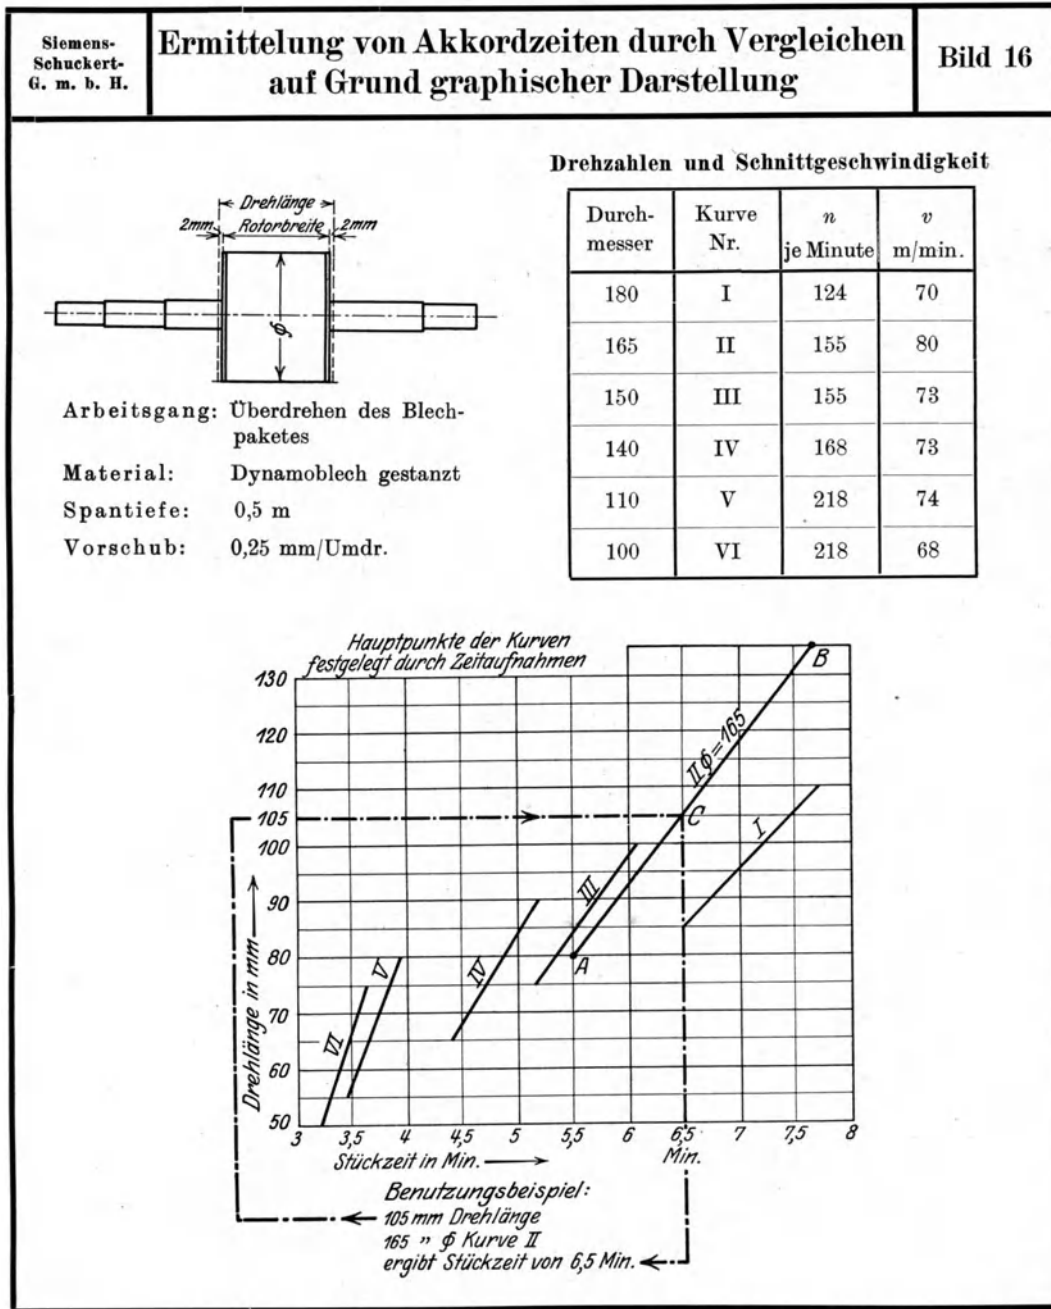 Siemens-
Schuckert-
G. m. b. H.
Ermittelung von Akkordzeiten durch Vergleichen
auf Grund graphischer Darstellung
Bild 16
Drehlänge
2mm Rotorbreite 2mm
ϕ
Arbeitsgang: Überdrehen des Blech-
paketes
Material: Dynamoblech gestanzt
Spantiefe: 0,5 m
Vorschub: 0,25 mm/Umdr.
Drehzahlen und Schnittgeschwindigkeit
Durch- Kurve n v
messer Nr. je Minute m/min.
180 I 124 70
165 II 155 80
150 III 155 73
140 IV 168 73
110 V 218 74
100 VI 218 68
Hauptpunkte der Kurven
festgelegt durch Zeitaufnahmen
130
120
110
105
100
90
80
70
60
50
Drehlänge in mm
VI
V
IV
III
A
II ϕ=165
C
B
I
3 3,5 4 4,5 5 5,5 6 6,5 7 7,5 8
Stückzeit in Min. Min.
Benutzungsbeispiel:
105 mm Drehlänge
165 " ϕ Kurve II
ergibt Stückzeit von 6,5 Min.